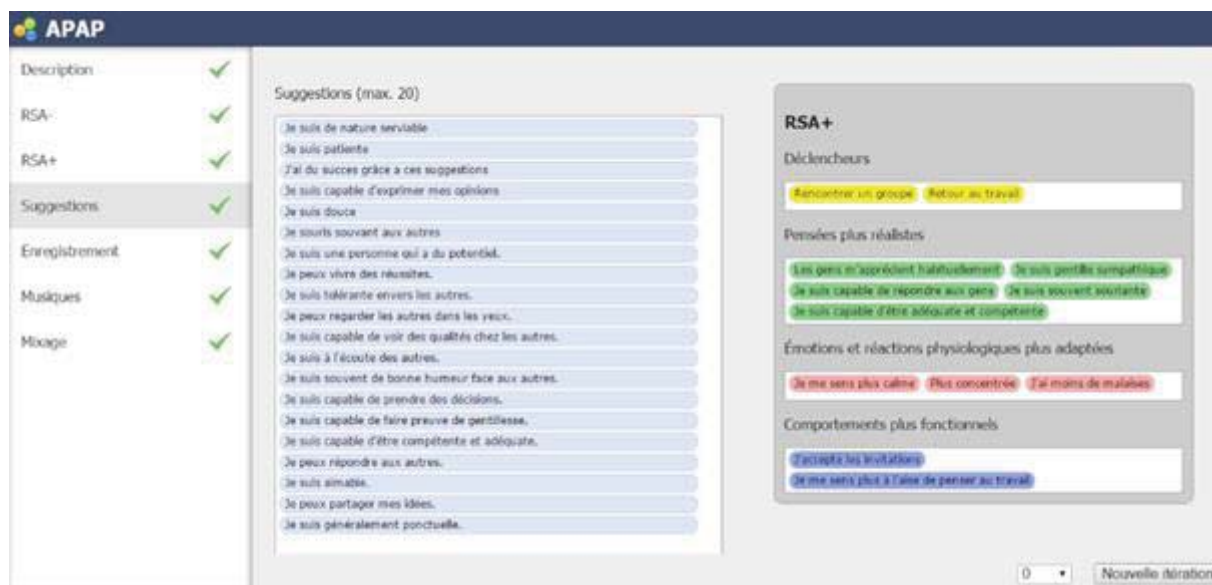 APAP
Description
RSA-
RSA+
Suggestions
Enregistrement
Musiques
Mixage
Suggestions (max. 20)
Je suis de nature serviable
Je suis patiente
J'ai du succes grâce a ces suggestions
Je suis capable d'exprimer mes opinions
Je suis douce
Je souris souvant aux autres
Je suis une personne qui a du potentiel.
Je peux vivre des réussites.
Je suis tolérante envers les autres.
Je peux regarder les autres dans les yeux.
Je suis capable de voir des qualités chez les autres.
Je suis à l'écoute des autres.
Je suis souvent de bonne humeur face aux autres.
Je suis capable de prendre des décisions.
Je suis capable de faire preuve de gentillesse.
Je suis capable d'être compétente et adéquate.
Je peux répondre aux autres.
Je suis aimable.
Je peux partager mes idées.
Je suis généralement ponctuelle.
RSA+
Déclencheurs
Rencontrer un groupe Retour au travail
Pensées plus réalistes
Les gens m'apprécient habituellement Je suis gentille sympathique
Je suis capable de répondre aux gens Je suis souvent souriante
Je suis capable d'être adéquate et compétente
Émotions et réactions physiologiques plus adaptées
Je me sens plus calme Plus concentrée J'ai moins de malaises
Comportements plus fonctionnels
J'accepte les invitations
Je me sens plus à l'aise de penser au travail
0 Nouvelle itération